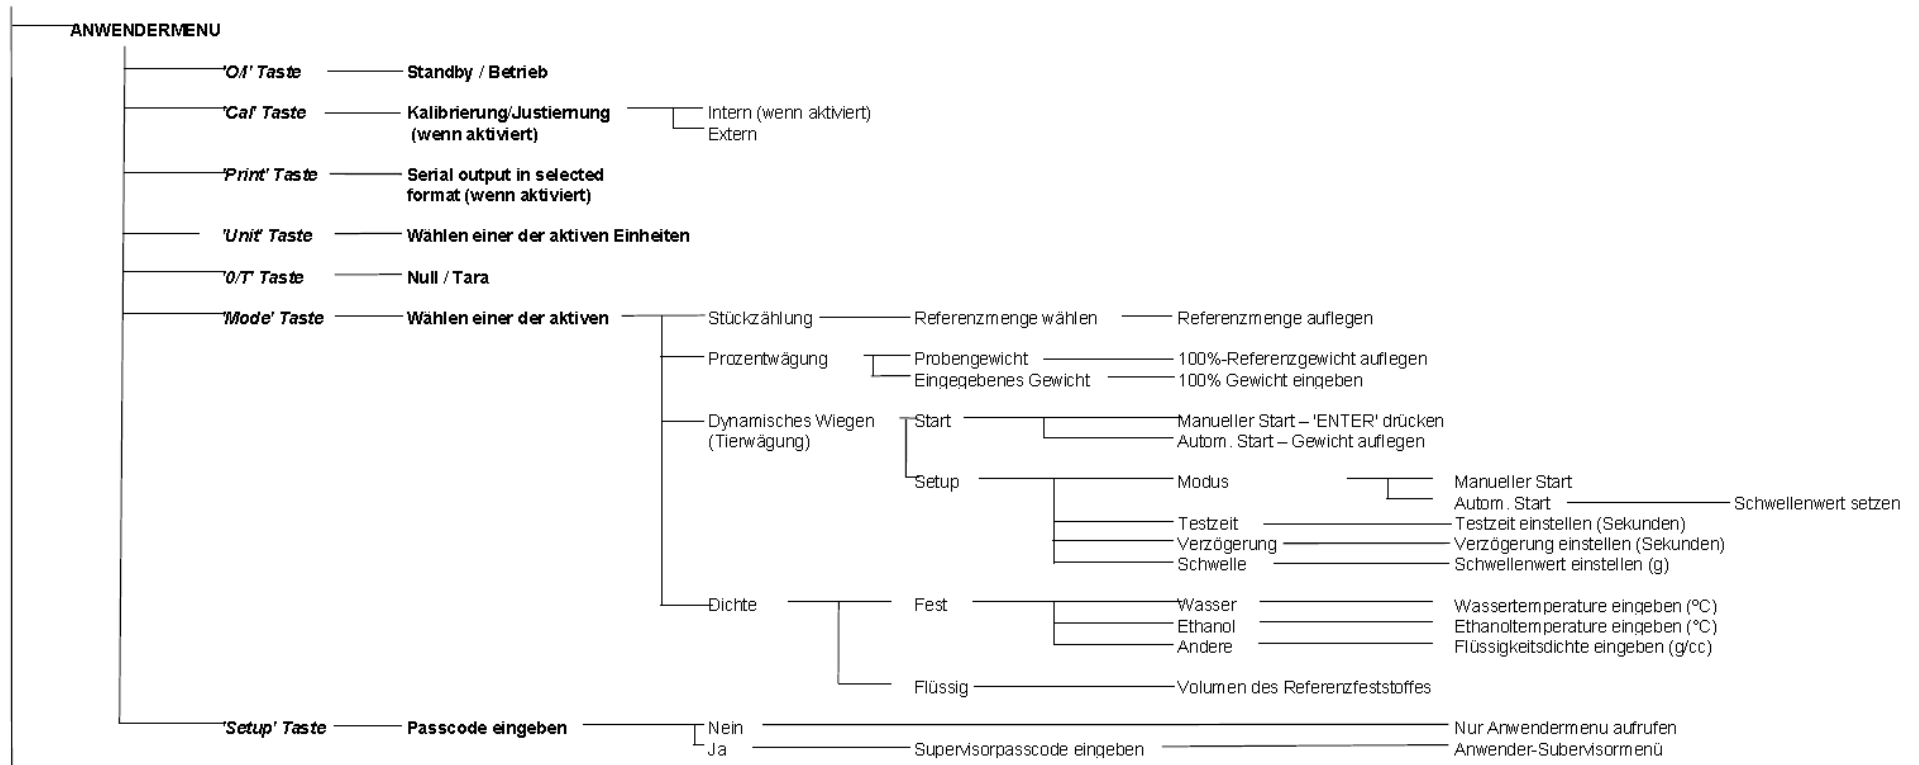 ANWENDERMENU
'O/I' Taste Standby / Betrieb
'Cal' Taste Kalibrierung/Justiernung Intern (wenn aktiviert)
(wenn aktiviert) Extern
'Print' Taste Serial output in selected
format (wenn aktiviert)
'Unit' Taste Wählen einer der aktiven Einheiten
'0/T' Taste Null / Tara
'Mode' Taste Wählen einer der aktiven Stückzählung Referenzmenge wählen Referenzmenge auflegen
Prozentwägung Probengewicht 100%-Referenzgewicht auflegen
Eingegebenes Gewicht 100% Gewicht eingeben
Dynamisches Wiegen Start Manueller Start – 'ENTER' drücken
(Tierwägung) Autom. Start – Gewicht auflegen
Setup Modus Manueller Start
Autom. Start Schwellenwert setzen
Testzeit Testzeit einstellen (Sekunden)
Verzögerung Verzögerung einstellen (Sekunden)
Schwelle Schwellenwert einstellen (g)
Dichte Fest Wasser Wassertemperature eingeben (ºC)
Ethanol Ethanoltemperature eingeben (ºC)
Andere Flüssigkeitsdichte eingeben (g/cc)
Flüssig Volumen des Referenzfeststoffes
'Setup' Taste Passcode eingeben Nein Nur Anwendermenu aufrufen
Ja Supervisorpasscode eingeben Anwender-Subervisormenü